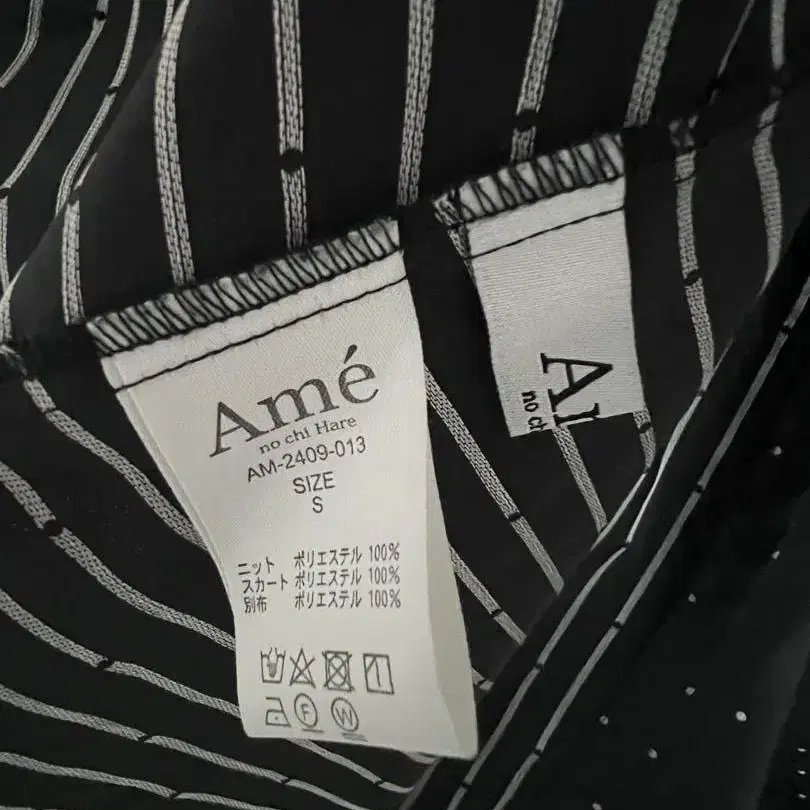 Amé
no chi Hare
AM-2409-013
SIZE
S
ニット ポリエステル 100%
スカート ポリエステル 100%
別布 ポリエステル 100%
F W